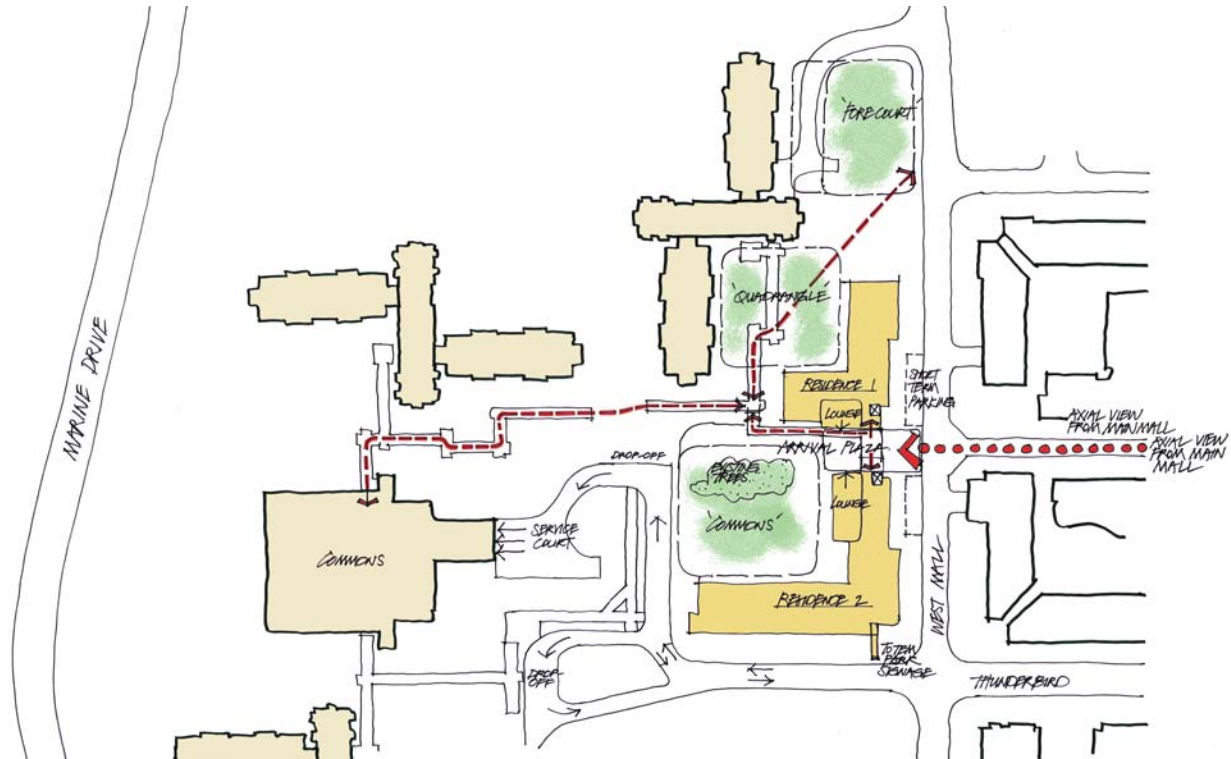 'FORECOURT'
'QUADRANGLE'
MARINE DRIVE
RESIDENCE 1
SHORT
TERM
PARKING
LOUNGE
AXIAL VIEW
FROM MAIN MALL
AXIAL VIEW
FROM MAIN
MALL
ARRIVAL PLAZA
DROP-OFF
EXISTING
TREES
LOUNGE
'COMMONS'
SERVICE
COURT
COMMONS
RESIDENCE 2
WEST MALL
TOTEM
PARK
SIGNAGE
DROP-
OFF
THUNDERBIRD